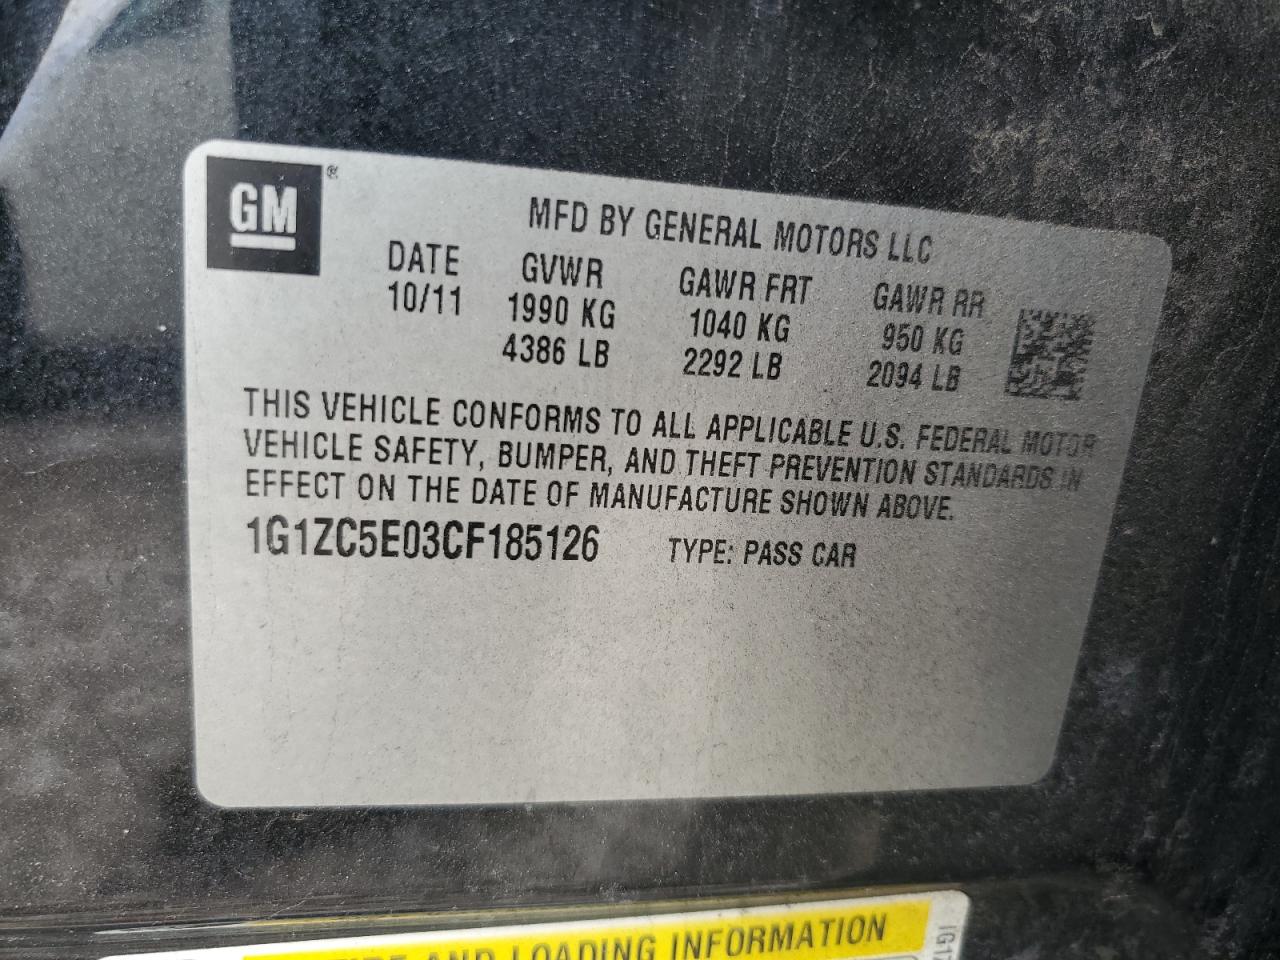 GM
MFD BY GENERAL MOTORS LLC
DATE GVWR GAWR FRT GAWR RR
10/11 1990 KG 1040 KG 950 KG
4386 LB 2292 LB 2094 LB
THIS VEHICLE CONFORMS TO ALL APPLICABLE U.S. FEDERAL MOTOR
VEHICLE SAFETY, BUMPER, AND THEFT PREVENTION STANDARDS IN
EFFECT ON THE DATE OF MANUFACTURE SHOWN ABOVE.
1G1ZC5E03CF185126 TYPE: PASS CAR
AND LOADING INFORMATION